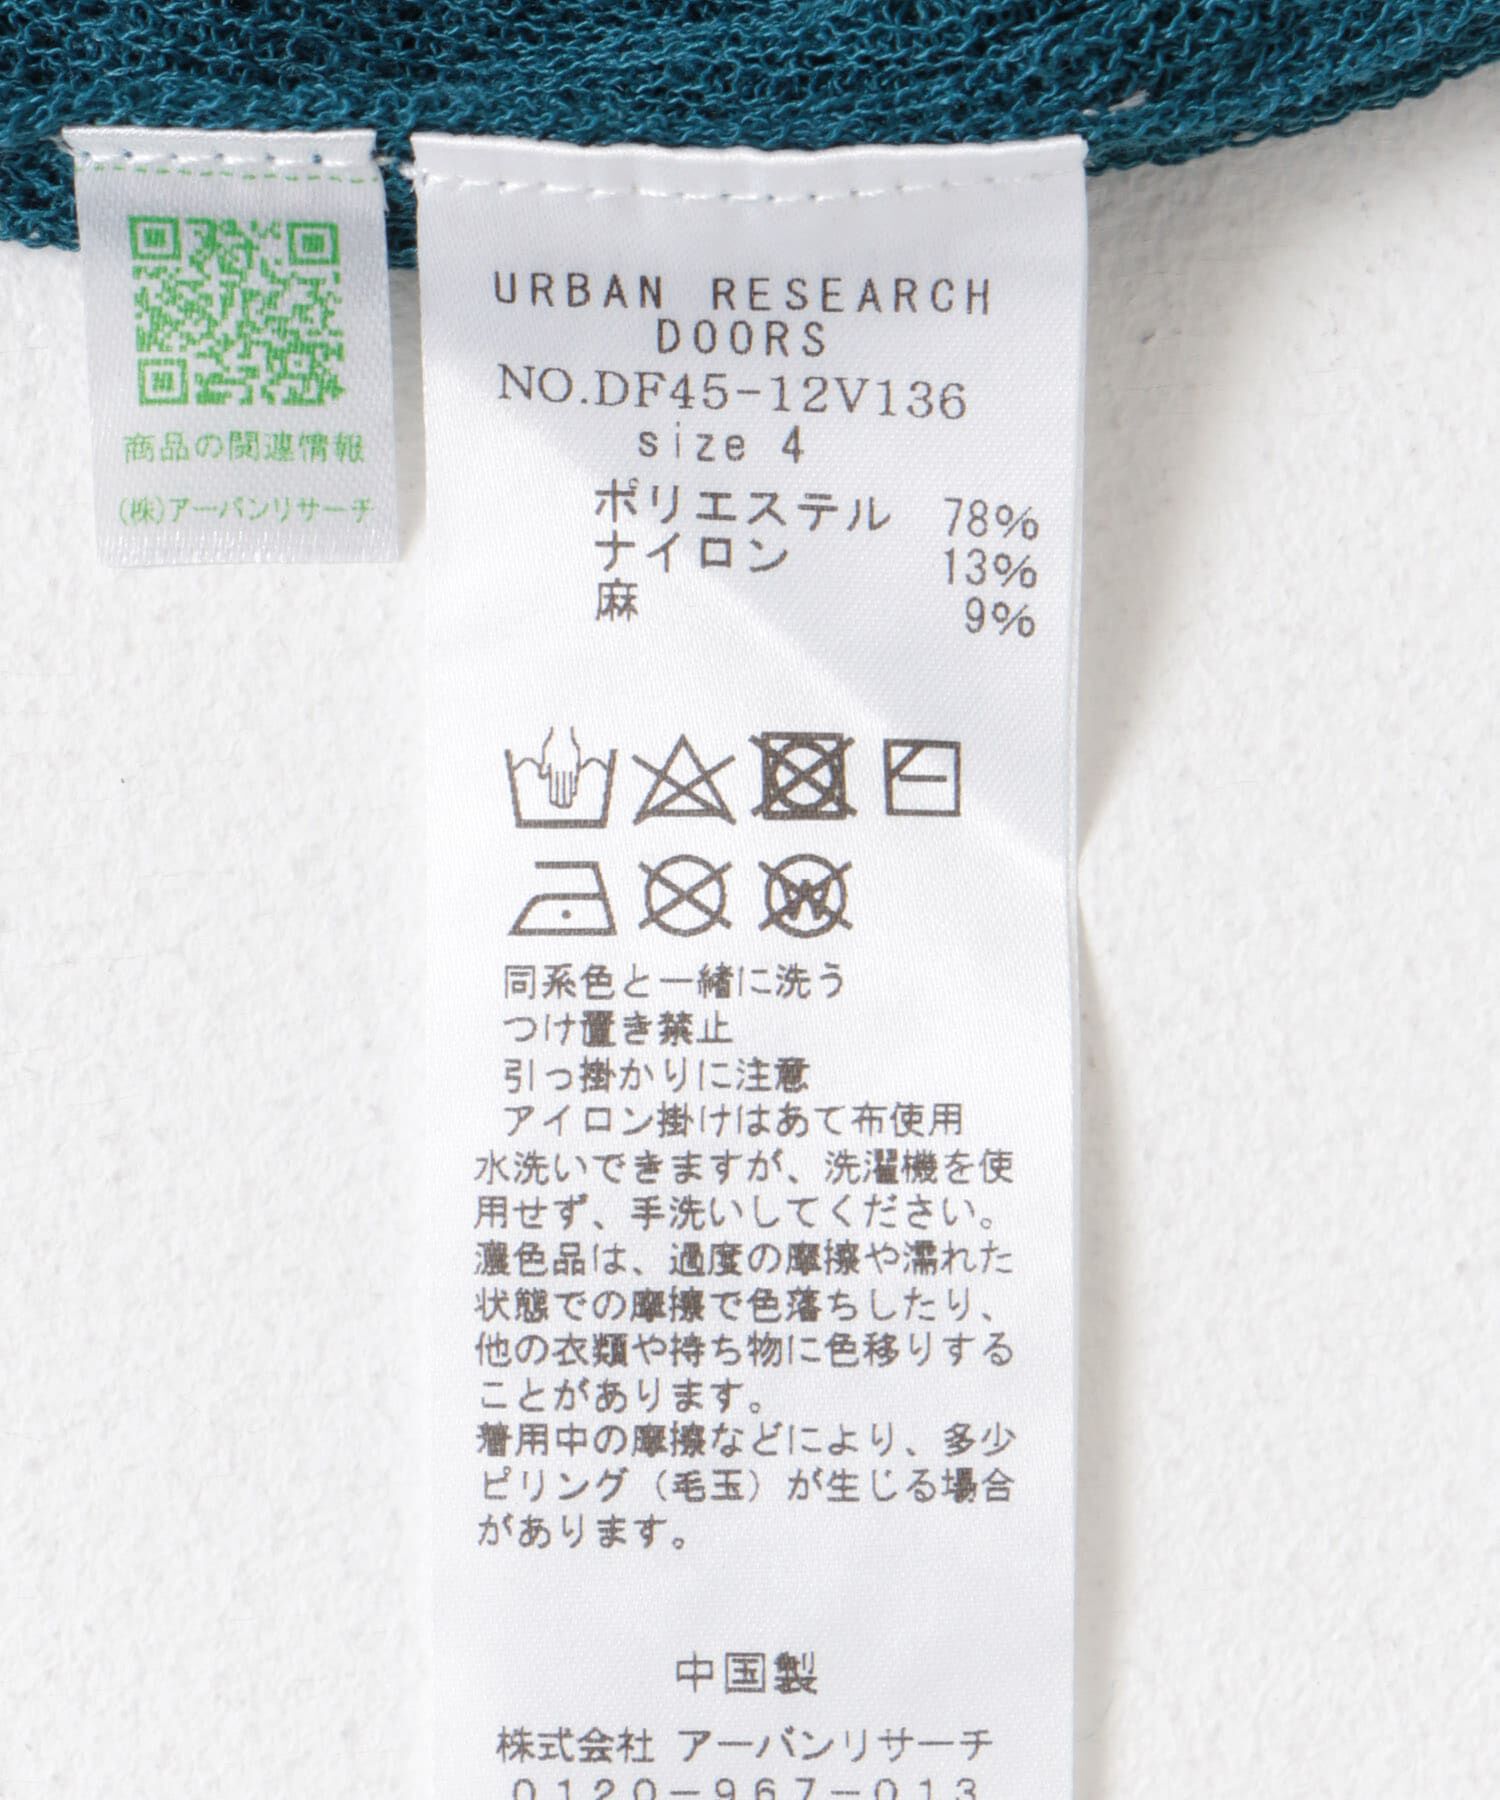 商品の関連情報
(株)アーバンリサーチ
URBAN RESEARCH
DOORS
NO.DF45-12V136
size 4
ポリエステル 78%
ナイロン 13%
麻 9%
W
同系色と一緒に洗う
つけ置き禁止
引っ掛かりに注意
アイロン掛けはあて布使用
水洗いできますが、洗濯機を使
用せず、手洗いしてください。
濃色品は、過度の摩擦や濡れた
状態での摩擦で色落ちしたり、
他の衣類や持ち物に色移りする
ことがあります。
着用中の摩擦などにより、多少
ピリング（毛玉）が生じる場合
があります。
中国製
株式会社 アーバンリサーチ
0120-967-013